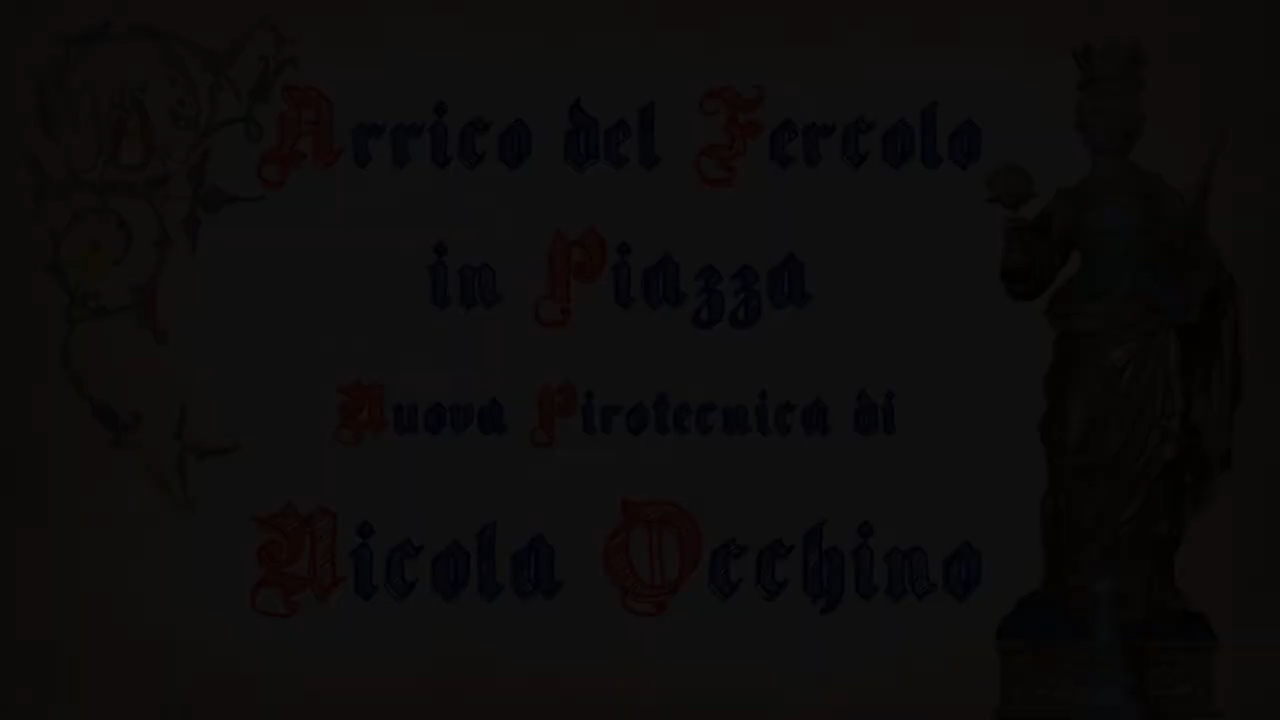 Arrico del Fercolo
in Piazza
Nuova Pirotecnica di
Nicola Occhino